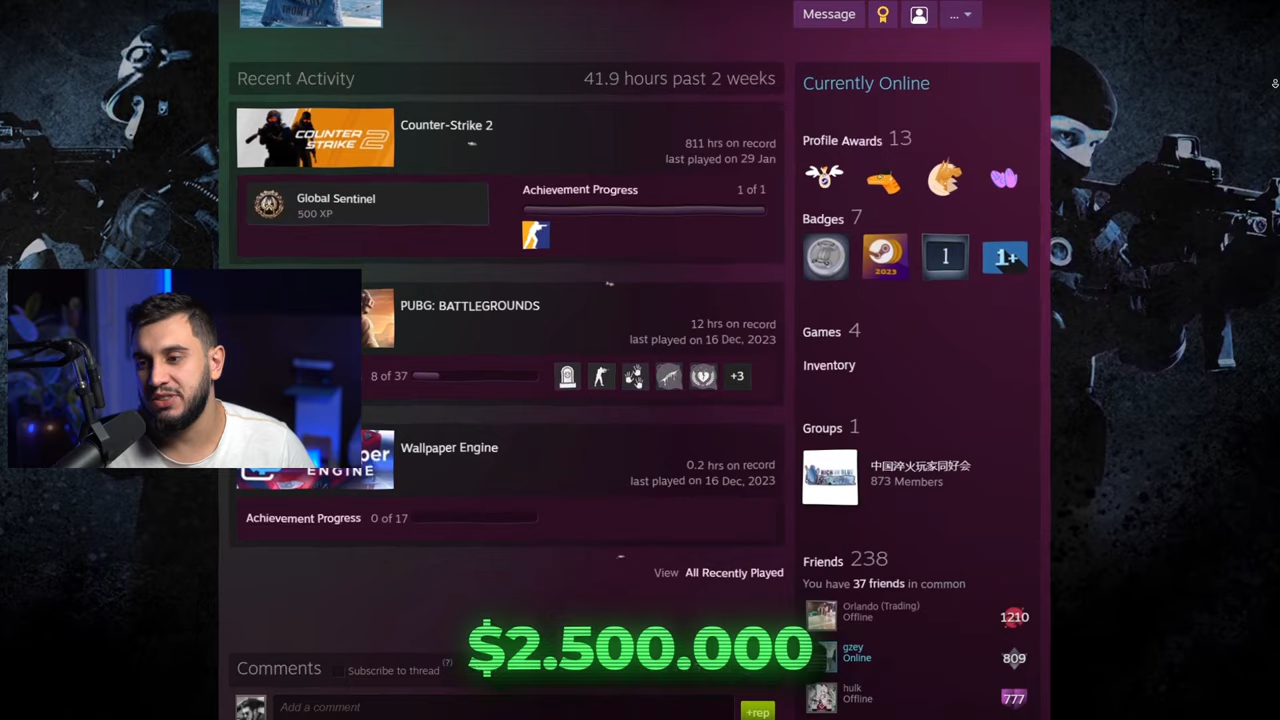 Message
...
Recent Activity
41.9 hours past 2 weeks
COUNTER
STRIKE 2
Counter-Strike 2
811 hrs on record
last played on 29 Jan
Global Sentinel
500 XP
Achievement Progress
1 of 1
PUBG: BATTLEGROUNDS
12 hrs on record
last played on 16 Dec, 2023
8 of 37
+3
per
ENGINE
Wallpaper Engine
0.2 hrs on record
last played on 16 Dec, 2023
Achievement Progress
0 of 17
View All Recently Played
Comments
Subscribe to thread
(?)
Add a comment
+rep
$2.500.000
Currently Online
Profile Awards 13
Badges 7
2023
1
1+
Games 4
Inventory
Groups 1
中国淬火玩家同好会
873 Members
Friends 238
You have 37 friends in common
Orlando (Trading)
Offline
1210
gzey
Online
809
hulk
Offline
777